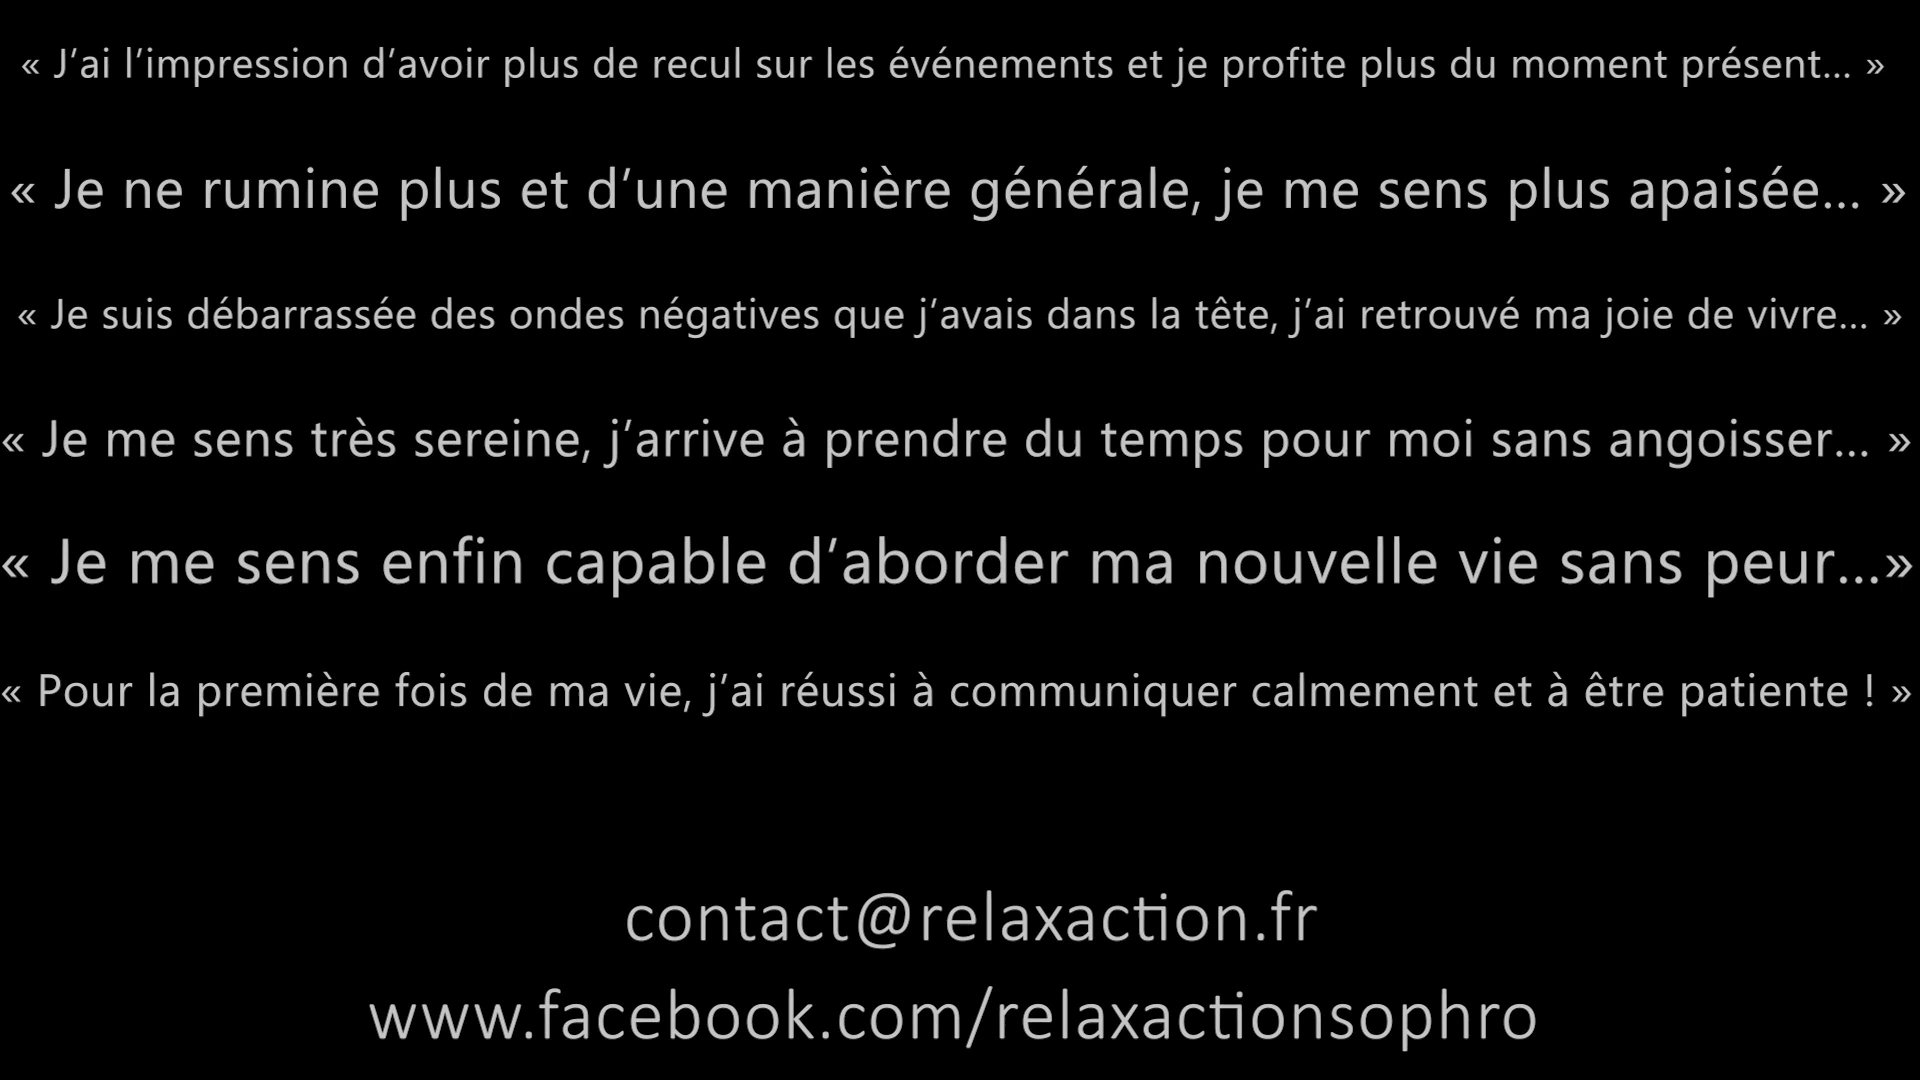 « J’ai l’impression d’avoir plus de recul sur les événements et je profite plus du moment présent… »
« Je ne rumine plus et d’une manière générale, je me sens plus apaisée… »
« Je suis débarrassée des ondes négatives que j’avais dans la tête, j’ai retrouvé ma joie de vivre… »
« Je me sens très sereine, j’arrive à prendre du temps pour moi sans angoisser… »
« Je me sens enfin capable d’aborder ma nouvelle vie sans peur…»
« Pour la première fois de ma vie, j’ai réussi à communiquer calmement et à être patiente ! »
contact@relaxaction.fr
www.facebook.com/relaxactionsophro